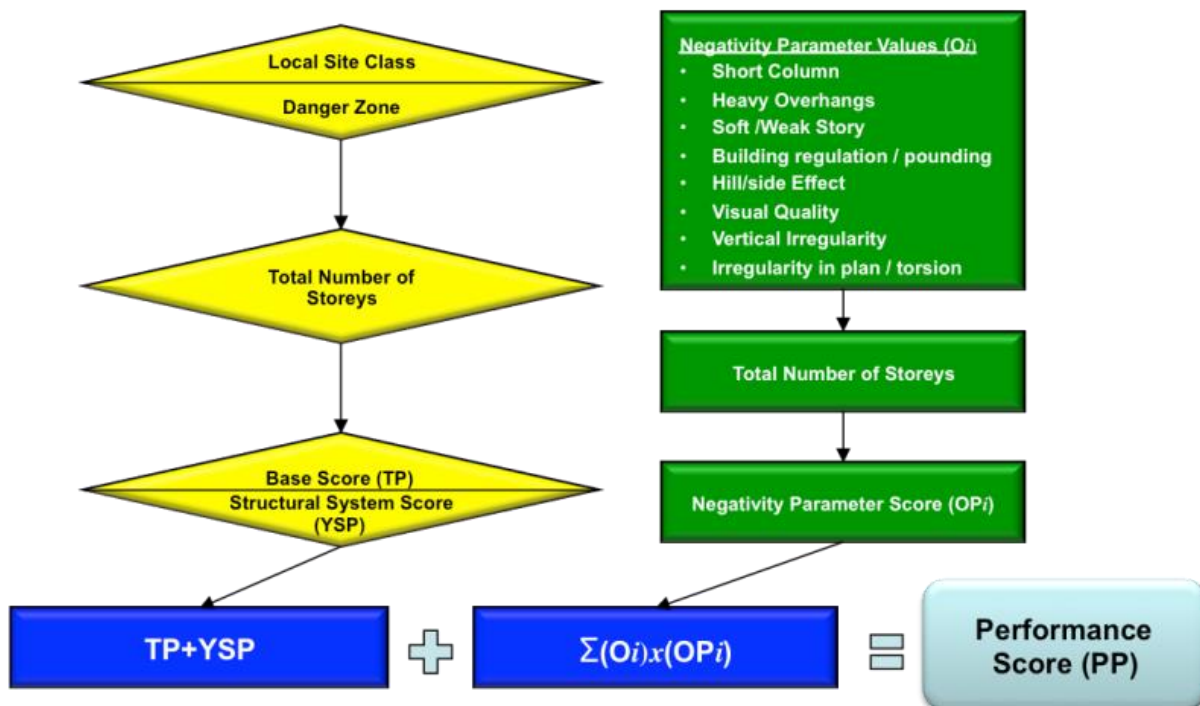 Local Site Class
Danger Zone
Total Number of
Storeys
Base Score (TP)
Structural System Score
(YSP)
TP+YSP
Negativity Parameter Values (Oi)
• Short Column
• Heavy Overhangs
• Soft /Weak Story
• Building regulation / pounding
• Hill/side Effect
• Visual Quality
• Vertical Irregularity
• Irregularity in plan / torsion
Total Number of Storeys
Negativity Parameter Score (OPi)
+
Σ(Oi)x(OPi)
=
Performance
Score (PP)